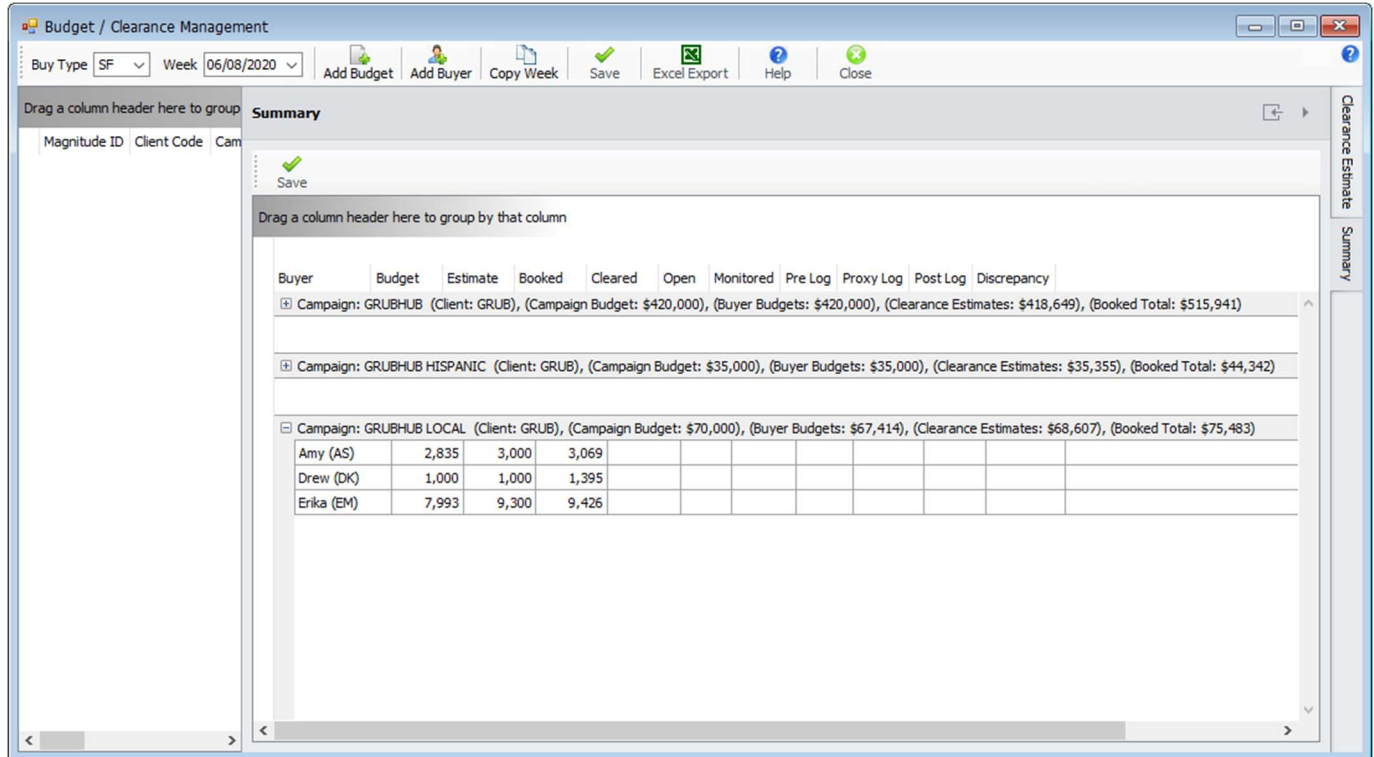 Budget / Clearance Management
Buy Type SF Week 06/08/2020 Add Budget Add Buyer Copy Week Save Excel Export Help Close
Drag a column header here to group
Magnitude ID Client Code Cam
Summary
Save
Drag a column header here to group by that column
Buyer Budget Estimate Booked Cleared Open Monitored Pre Log Proxy Log Post Log Discrepancy
Campaign: GRUBHUB (Client: GRUB), (Campaign Budget: $420,000), (Buyer Budgets: $420,000), (Clearance Estimates: $418,649), (Booked Total: $515,941)
Campaign: GRUBHUB HISPANIC (Client: GRUB), (Campaign Budget: $35,000), (Buyer Budgets: $35,000), (Clearance Estimates: $35,355), (Booked Total: $44,342)
Campaign: GRUBHUB LOCAL (Client: GRUB), (Campaign Budget: $70,000), (Buyer Budgets: $67,414), (Clearance Estimates: $68,607), (Booked Total: $75,483)
Amy (AS) 2,835 3,000 3,069
Drew (DK) 1,000 1,000 1,395
Erika (EM) 7,993 9,300 9,426
Clearance Estimate
Summary